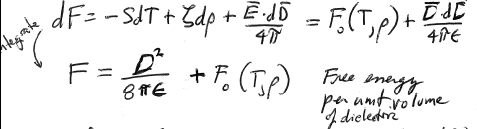 dF = -SdT + ζdρ + E̅·dD̅/4π = F₀(T,ρ) + D̅·dD̅/4πε
integrate
F = D²/8πε + F₀(T,ρ)
Free energy
per unit volume
of dielectric